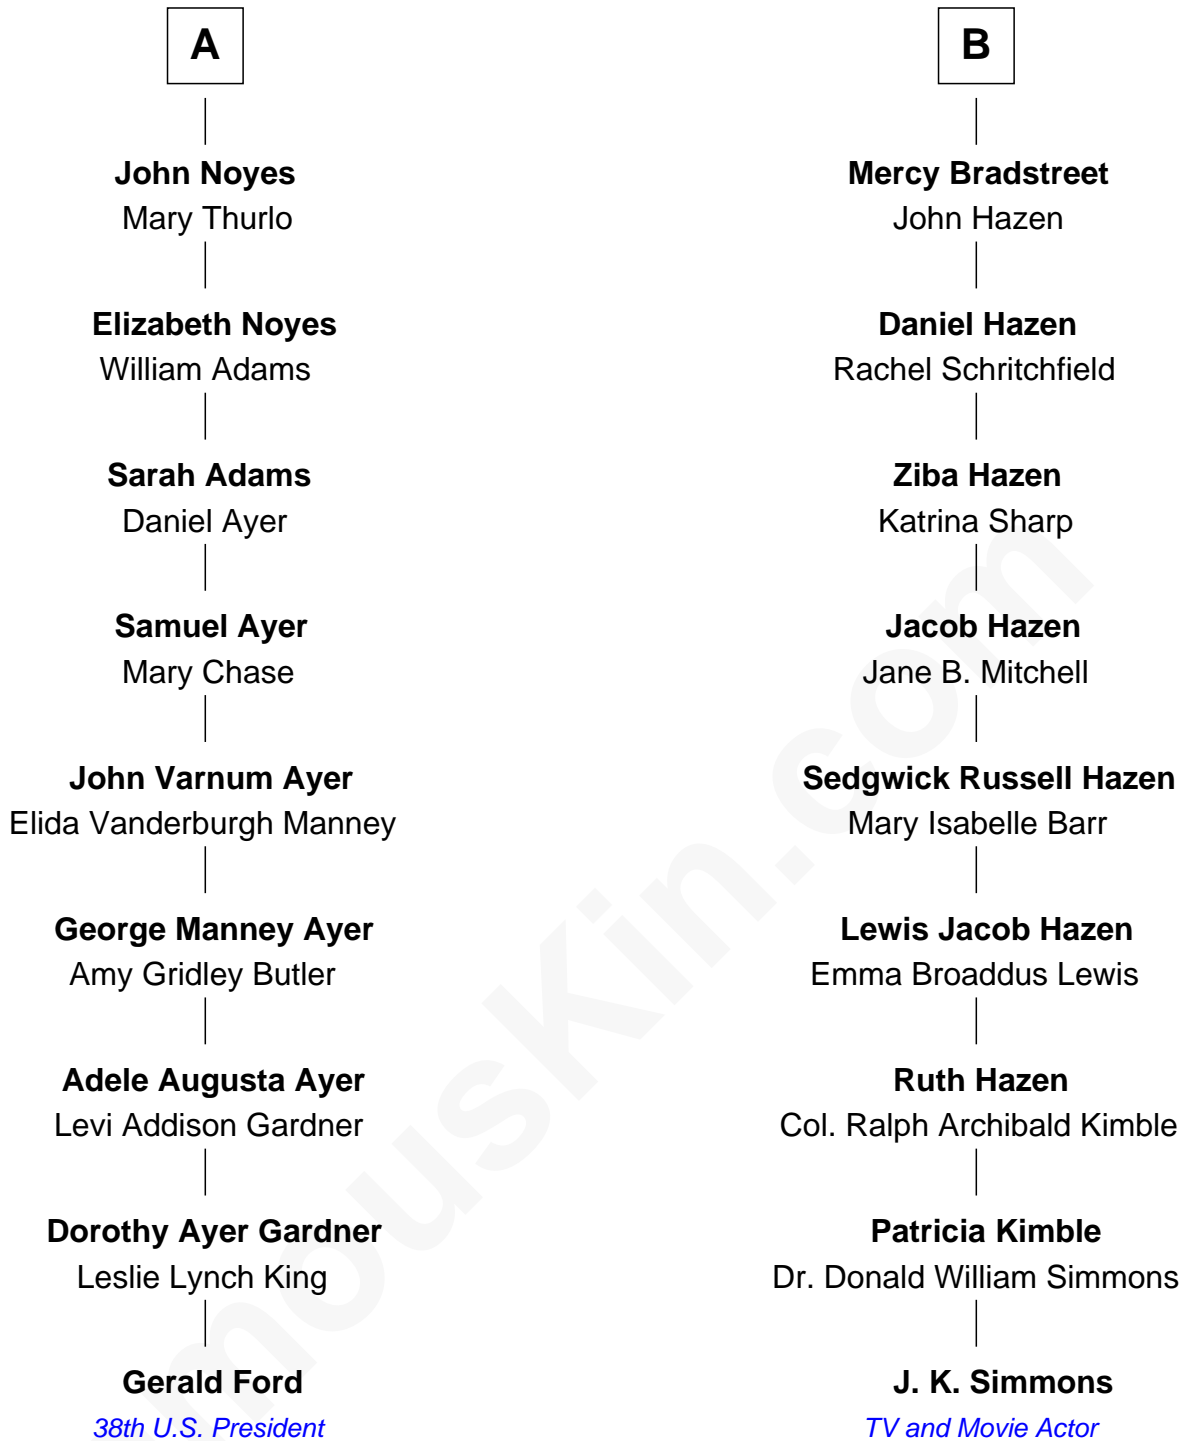 A
John Noyes
Mary Thurlo
Elizabeth Noyes
William Adams
Sarah Adams
Daniel Ayer
Samuel Ayer
Mary Chase
John Varnum Ayer
Elida Vanderburgh Manney
George Manney Ayer
Amy Gridley Butler
Adele Augusta Ayer
Levi Addison Gardner
Dorothy Ayer Gardner
Leslie Lynch King
Gerald Ford
38th U.S. President
B
Mercy Bradstreet
John Hazen
Daniel Hazen
Rachel Schritchfield
Ziba Hazen
Katrina Sharp
Jacob Hazen
Jane B. Mitchell
Sedgwick Russell Hazen
Mary Isabelle Barr
Lewis Jacob Hazen
Emma Broaddus Lewis
Ruth Hazen
Col. Ralph Archibald Kimble
Patricia Kimble
Dr. Donald William Simmons
J. K. Simmons
TV and Movie Actor
mousKin.com